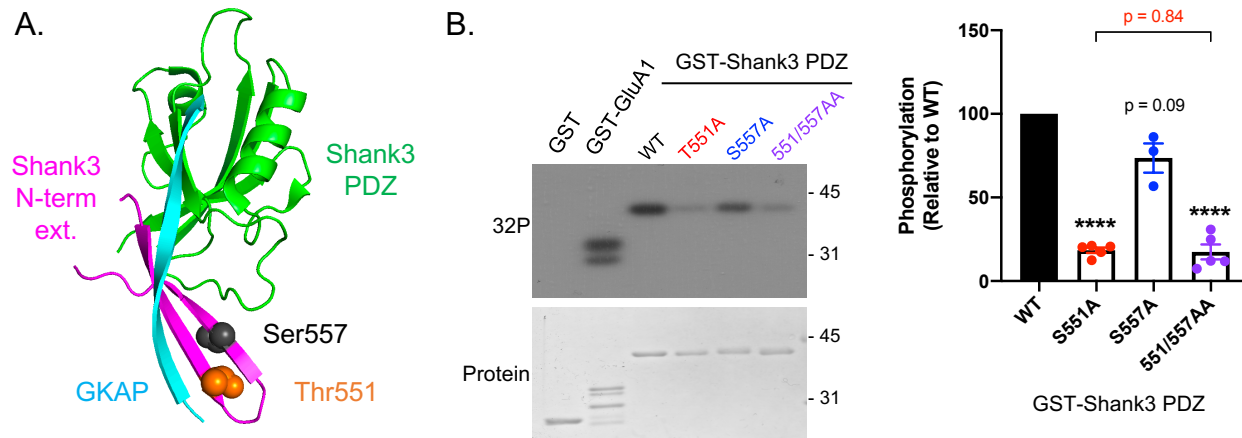 A.
Shank3
N-term
ext.
Shank3
PDZ
Ser557
GKAP
Thr551
B.
GST
GST-GluA1
GST-Shank3 PDZ
WT
T551A
S557A
551/557AA
32P
- 45
- 31
Protein
- 45
- 31
p = 0.84
Phosphorylation
(Relative to WT)
150
100
50
0
****
p = 0.09
****
WT
S551A
S557A
551/557AA
GST-Shank3 PDZ